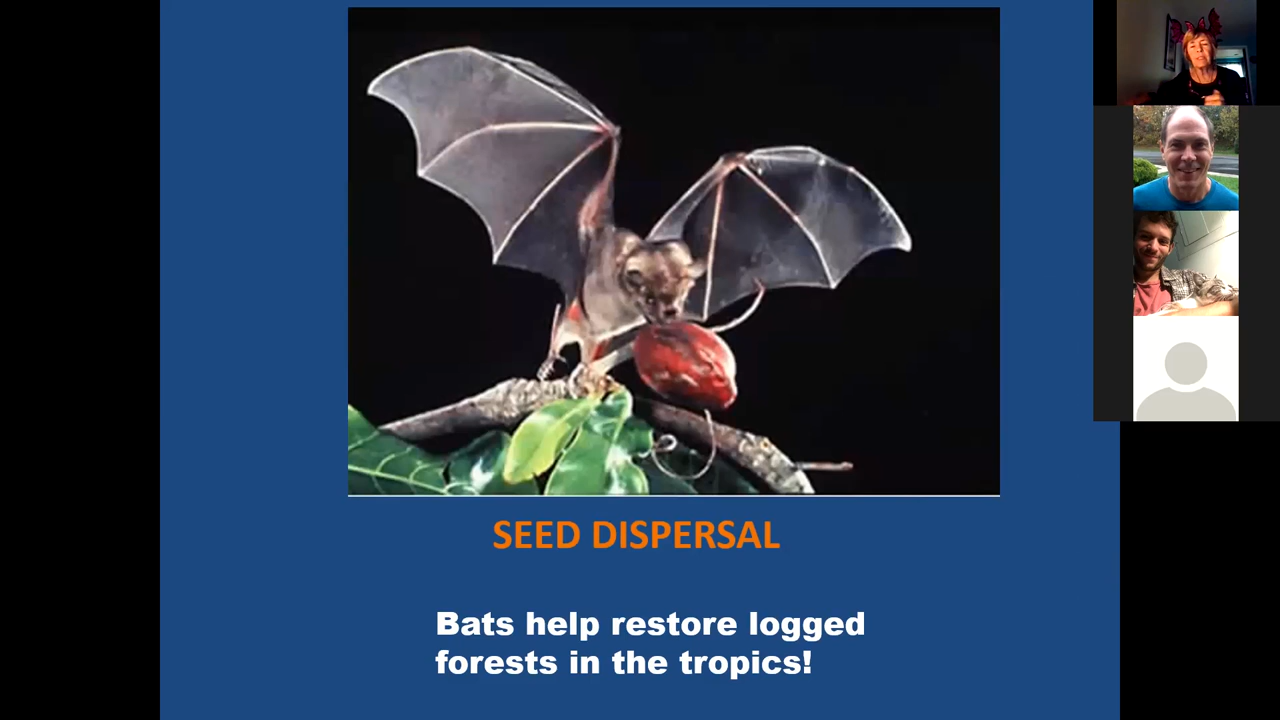 SEED DISPERSAL
Bats help restore logged
forests in the tropics!